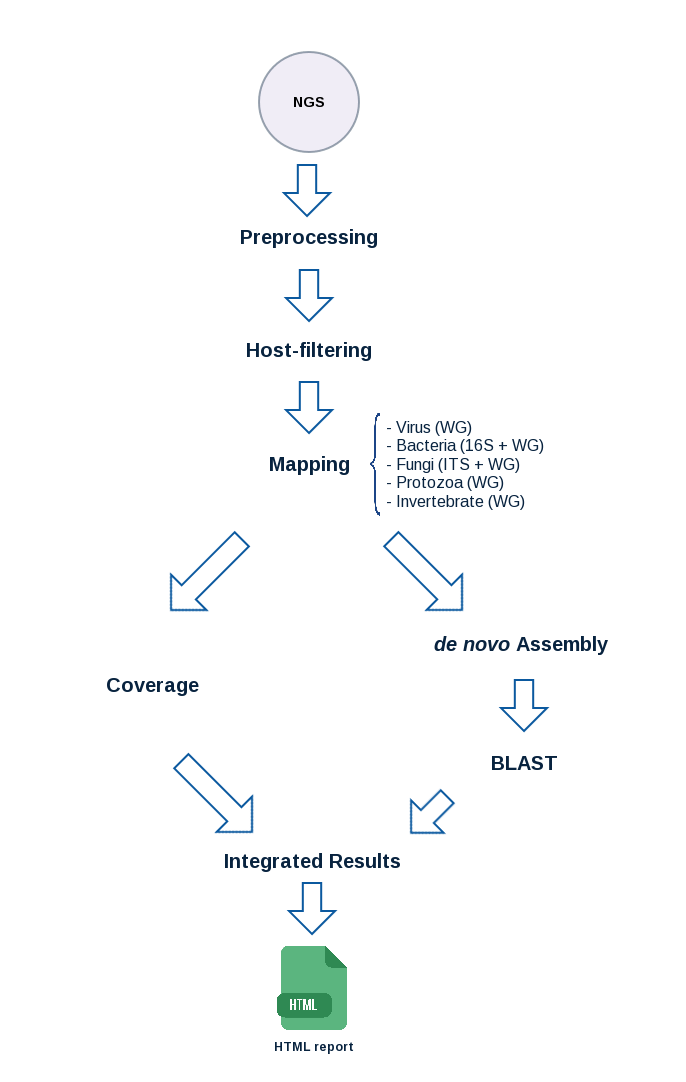 NGS
Preprocessing
Host-filtering
Mapping
- Virus (WG)
- Bacteria (16S + WG)
- Fungi (ITS + WG)
- Protozoa (WG)
- Invertebrate (WG)
de novo Assembly
Coverage
BLAST
Integrated Results
HTML
HTML report